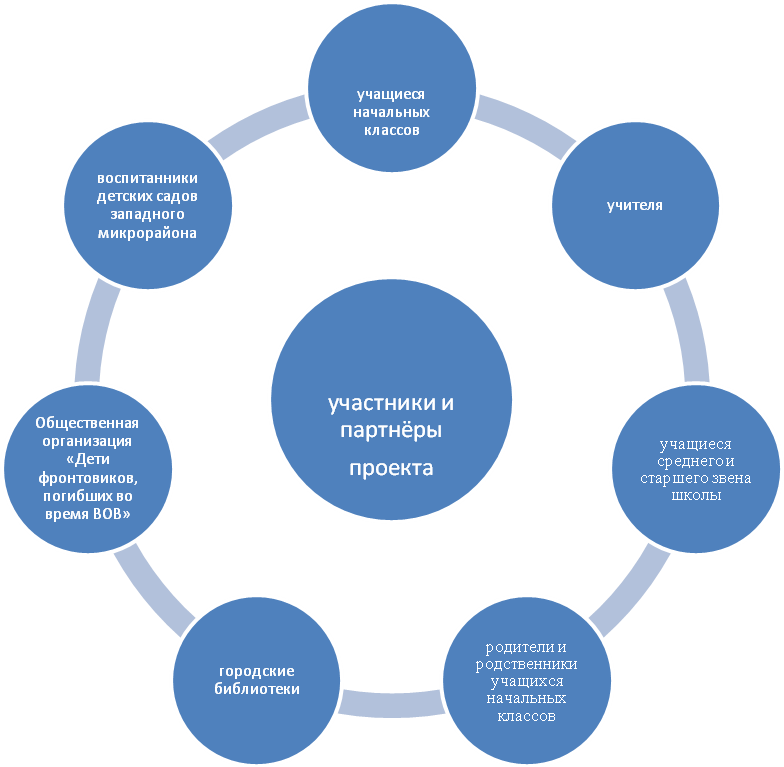 учащиеся
начальных
классов
учителя
учащиеся
среднего и
старшего звена
школы
родители и
родственники
учащихся
начальных
классов
городские
библиотеки
Общественная
организация
«Дети
фронтовиков,
погибших во
время ВОВ»
воспитанники
детских садов
западного
микрорайона
участники и
партнёры
проекта